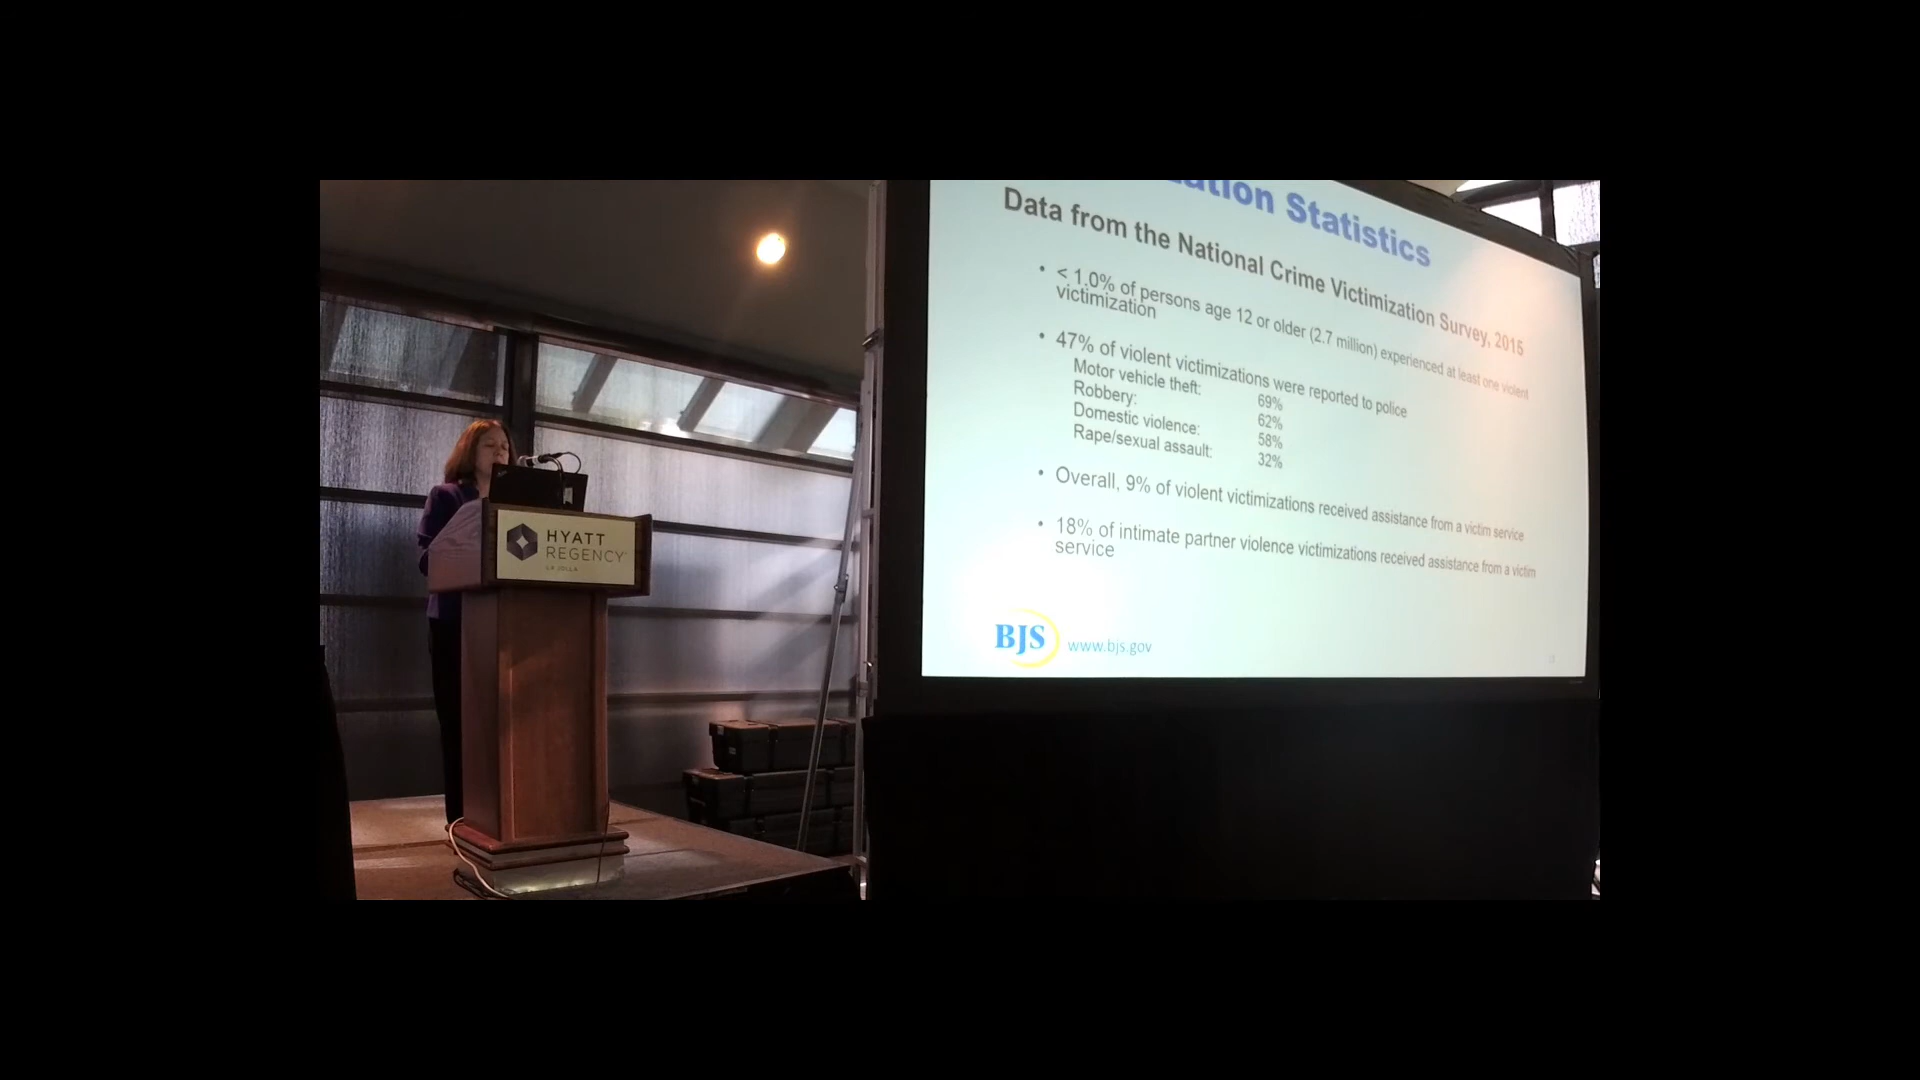 Statistics
Data from the National Crime Victimization Survey, 2015
• < 1.0% of persons age 12 or older (2.7 million) experienced at least one violent
victimization
• 47% of violent victimizations were reported to police
Motor vehicle theft: 69%
Robbery: 62%
Domestic violence: 58%
Rape/sexual assault: 32%
• Overall, 9% of violent victimizations received assistance from a victim service
• 18% of intimate partner violence victimizations received assistance from a victim
service
BJS www.bjs.gov
HYATT
REGENCY
LA JOLLA